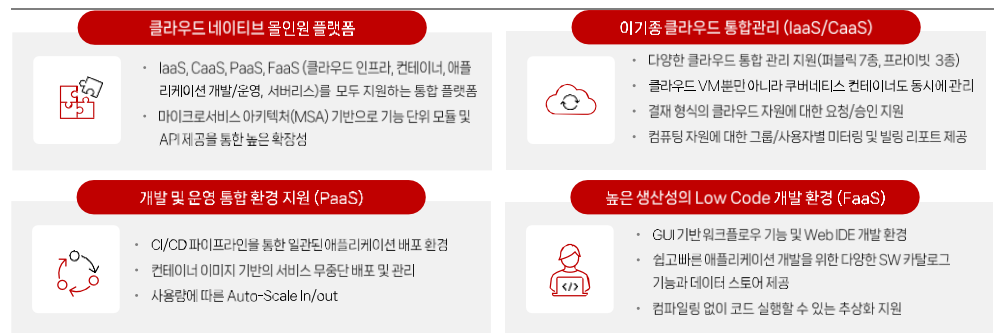 클라우드 네이티브 몰인원 플랫폼
IaaS, CaaS, PaaS, FaaS (클라우드 인프라, 컨테이너, 애플
리케이션 개발/운영, 서버리스)를 모두 지원하는 통합 플랫폼
마이크로서비스 아키텍처(MSA) 기반으로 기능 단위 모듈 및
API 제공을 통한 높은 확장성
이기종 클라우드 통합관리 (IaaS/CaaS)
다양한 클라우드 통합 관리 지원(퍼블릭 7종, 프라이빗 3종)
클라우드 VM 뿐만 아니라 쿠버네티스 컨테이너도 동시에 관리
결재 형식의 클라우드 자원에 대한 요청/승인 지원
컴퓨팅 자원에 대한 그룹/사용자별 미터링 및 빌링 리포트 제공
개발 및 운영 통합 환경 지원 (PaaS)
CI/CD 파이프라인을 통한 일관된 애플리케이션 배포 환경
컨테이너 이미지 기반의 서비스 무중단 배포 및 관리
사용량에 따른 Auto-Scale In/out
높은 생산성의 Low Code 개발 환경 (FaaS)
GUI 기반 워크플로우 기능 및 Web IDE 개발 환경
쉽고 빠른 애플리케이션 개발을 위한 다양한 SW 카탈로그
기능과 데이터 스토어 제공
컴파일링 없이 코드 실행할 수 있는 추상화 지원